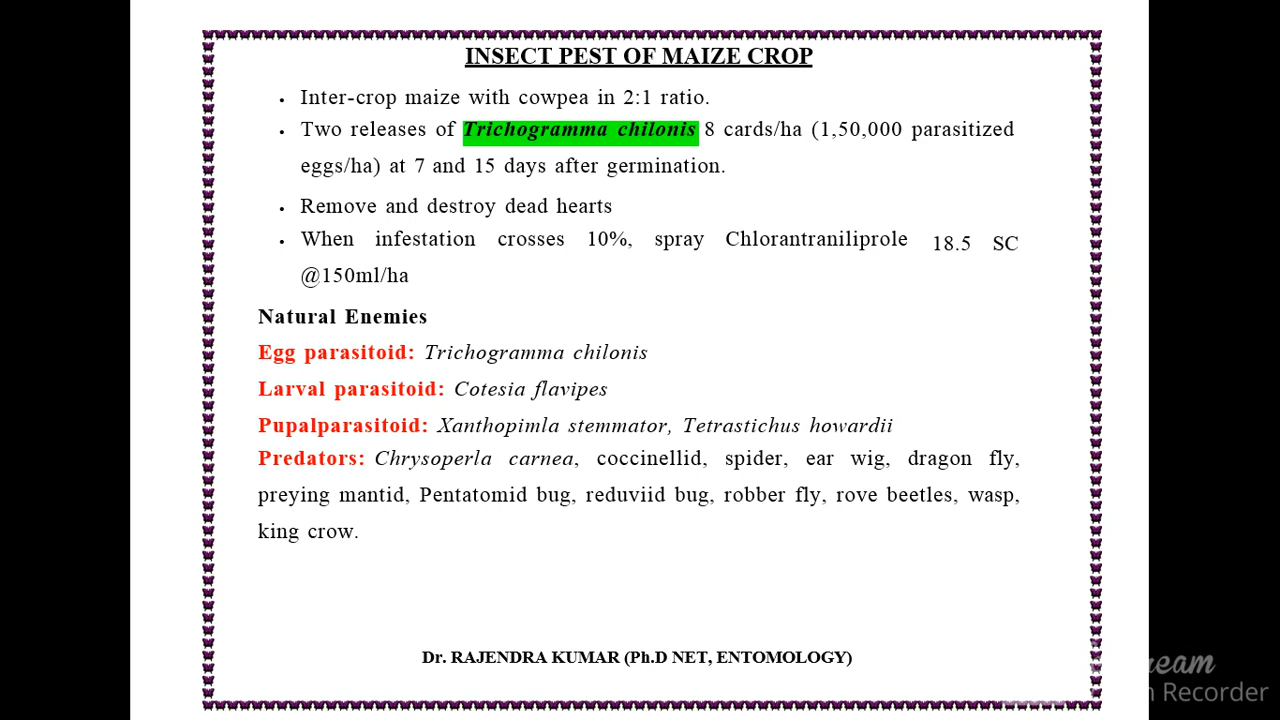 INSECT PEST OF MAIZE CROP
• Inter-crop maize with cowpea in 2:1 ratio.
• Two releases of Trichogramma chilonis 8 cards/ha (1,50,000 parasitized
eggs/ha) at 7 and 15 days after germination.
• Remove and destroy dead hearts
• When infestation crosses 10%, spray Chlorantraniliprole 18.5 SC
@150ml/ha
Natural Enemies
Egg parasitoid: Trichogramma chilonis
Larval parasitoid: Cotesia flavipes
Pupalparasitoid: Xanthopimla stemmator, Tetrastichus howardii
Predators: Chrysoperla carnea, coccinellid, spider, ear wig, dragon fly,
preying mantid, Pentatomid bug, reduviid bug, robber fly, rove beetles, wasp,
king crow.
Dr. RAJENDRA KUMAR (Ph.D NET, ENTOMOLOGY)
Recorder